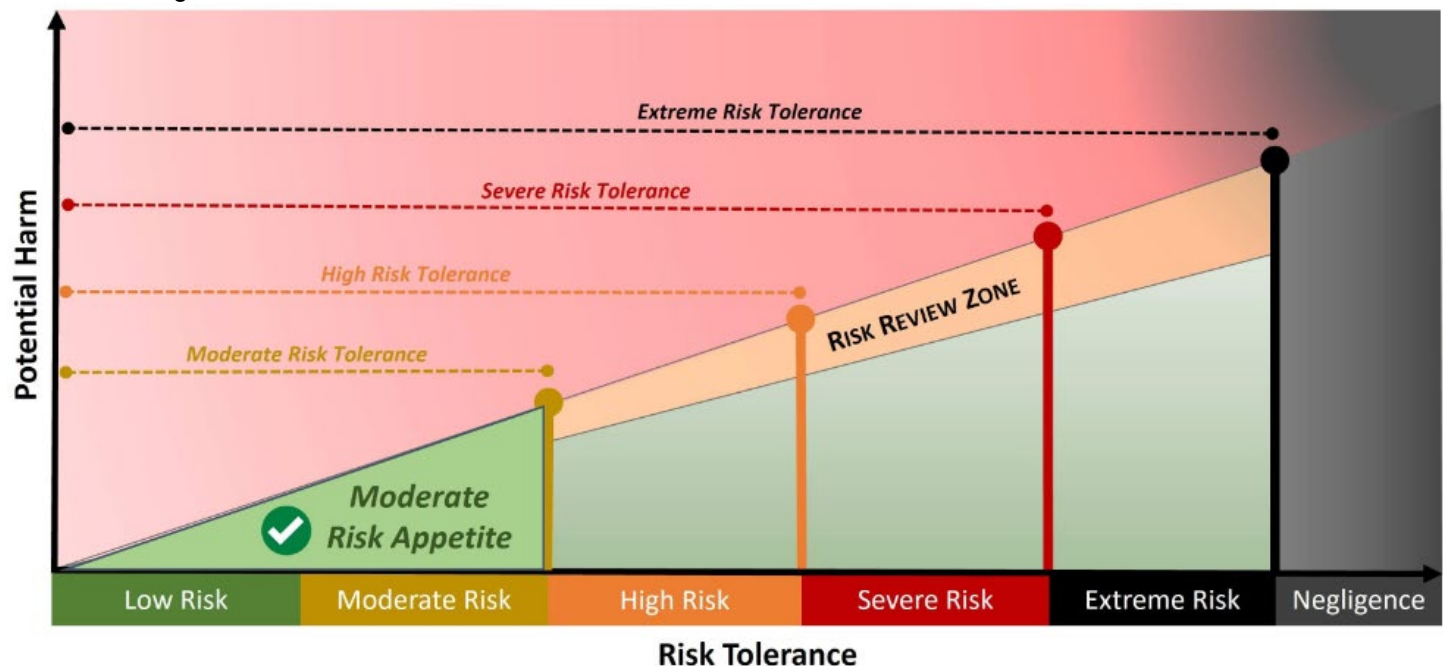 Extreme Risk Tolerance
Severe Risk Tolerance
High Risk Tolerance
Moderate Risk Tolerance
Potential Harm
RISK REVIEW ZONE
Moderate
Risk Appetite
Low Risk
Moderate Risk
High Risk
Severe Risk
Extreme Risk
Negligence
Risk Tolerance